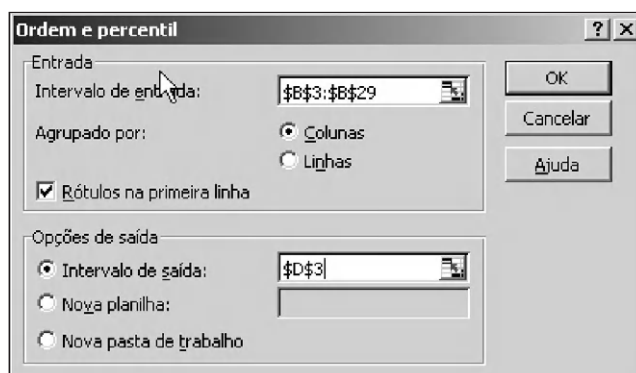 Ordem e percentil
Entrada
Intervalo de entrada: $B$3:$B$29
Agrupado por: Colunas
Linhas
Rótulos na primeira linha
OK
Cancelar
Ajuda
Opções de saída
Intervalo de saída: $D$3
Nova planilha:
Nova pasta de trabalho